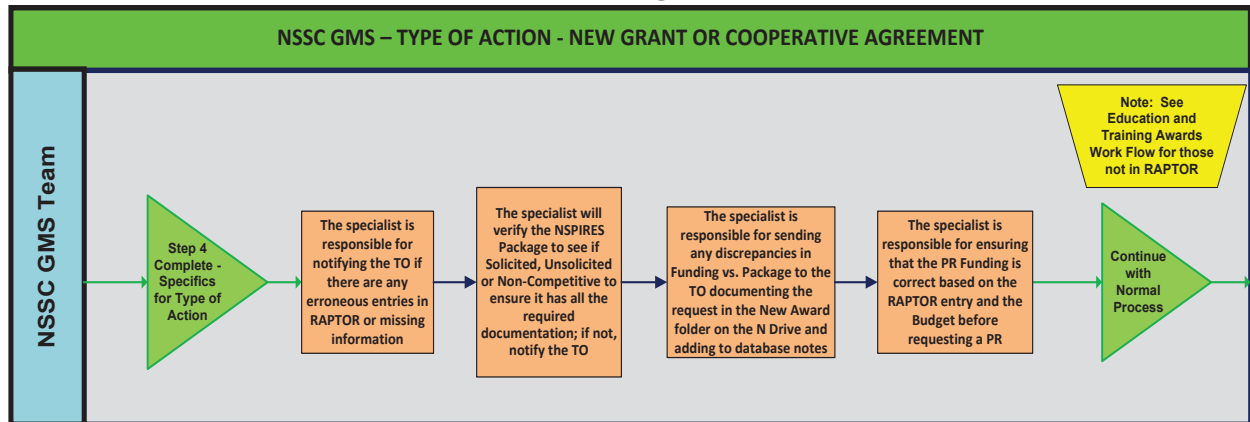 NSSC GMS – TYPE OF ACTION - NEW GRANT OR COOPERATIVE AGREEMENT
NSSC GMS Team
Step 4
Complete -
Specifics
for Type of
Action
The specialist is
responsible for
notifying the TO if
there are any
erroneous entries in
RAPTOR or missing
information
The specialist will
verify the NSPIRES
Package to see if
Solicited, Unsolicited
or Non-Competitive to
ensure it has all the
required
documentation; if not,
notify the TO
The specialist is
responsible for sending
any discrepancies in
Funding vs. Package to the
TO documenting the
request in the New Award
folder on the N Drive and
adding to database notes
The specialist is
responsible for ensuring
that the PR Funding is
correct based on the
RAPTOR entry and the
Budget before
requesting a PR
Note:  See
Education and
Training Awards
Work Flow for those
not in RAPTOR
Continue
with
Normal
Process